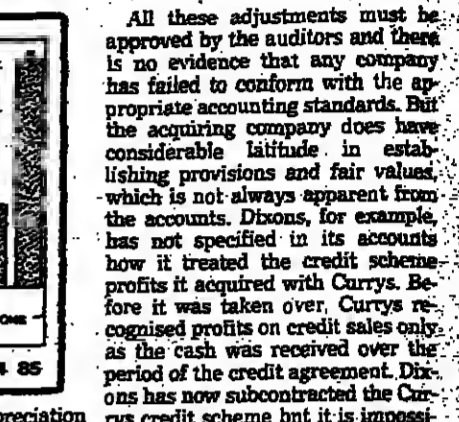 OME
4 85
preciation
All these adjustments must be
approved by the auditors and there
is no evidence that any company
has failed to conform with the ap-
propriate accounting standards. But
the acquiring company does have
considerable latitude in estab-
lishing provisions and fair values,
which is not always apparent from
the accounts. Dixons, for example,
has not specified in its accounts
how it treated the credit scheme
profits it acquired with Currys. Be-
fore it was taken over, Currys re-
cognised profits on credit sales only
as the cash was received over the
period of the credit agreement. Dix-
ons has now subcontracted the Cur-
rys credit scheme but it is impossi-